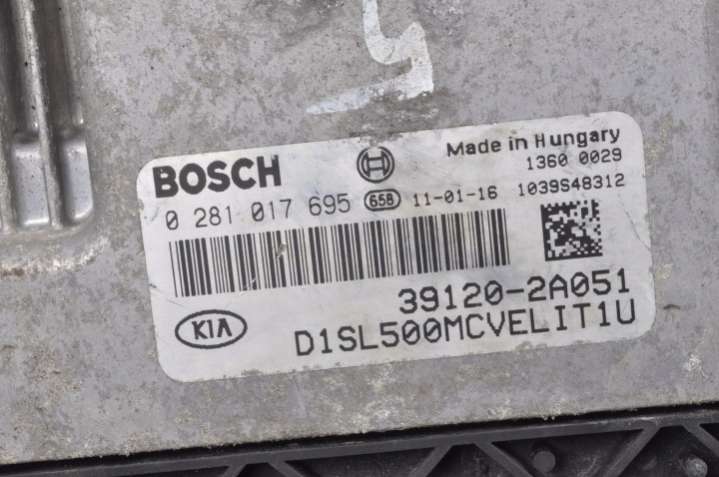 BOSCH Made in Hungary
1360 0029
0 281 017 695 658 11-01-16 1039S48312
39120-2A051
KIA D1SL500MCVELIT1U